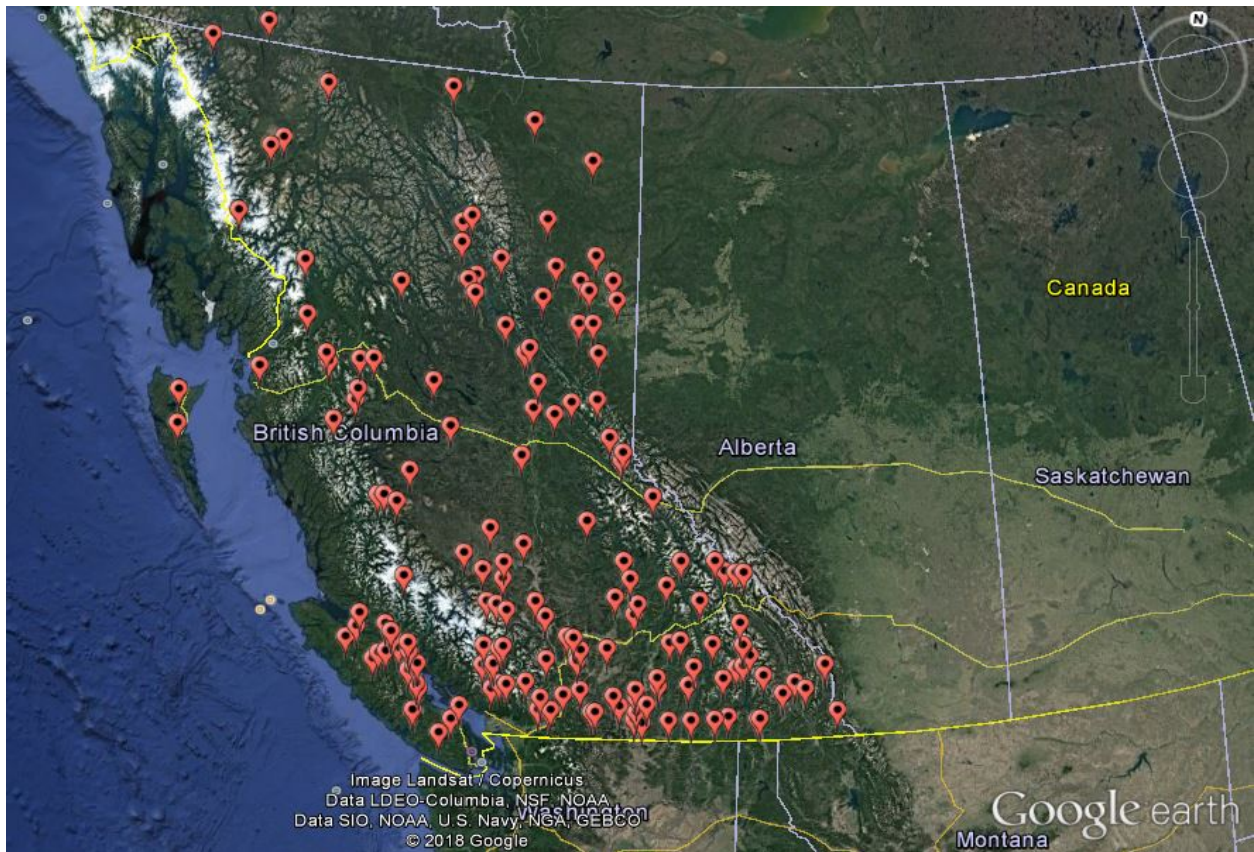 N
Canada
British Columbia
Alberta
Saskatchewan
Image Landsat / Copernicus
Data LDEO-Columbia, NSF, NOAA
Data SIO, NOAA, U.S. Navy, NGA, GEBCO
© 2018 Google
Washington
Google earth
Montana